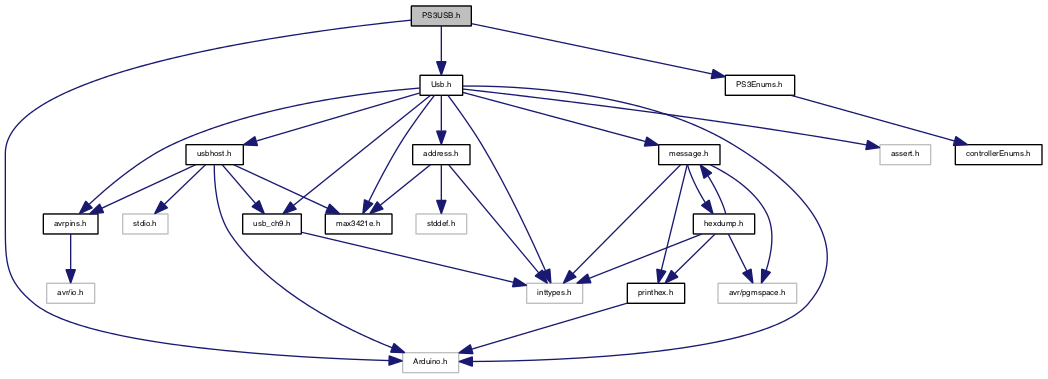 PS3USB.h
Usb.h
PS3Enums.h
usbhost.h
address.h
message.h
assert.h
controllerEnums.h
avrpins.h
stdio.h
usb_ch9.h
max3421e.h
stddef.h
hexdump.h
avr/io.h
inttypes.h
printhex.h
avr/pgmspace.h
Arduino.h